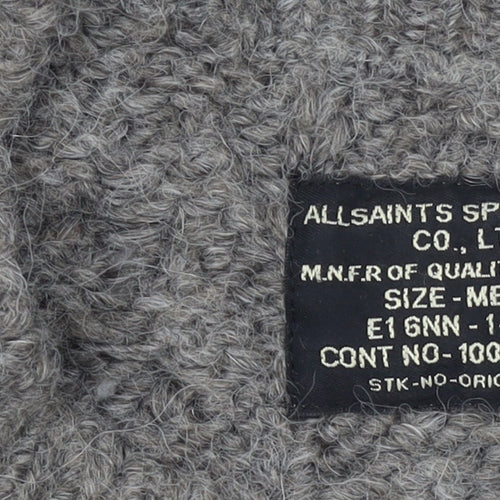 ALLSAINTS SP
CO., LT
M.N.F.R OF QUALIT
SIZE - ME
E1 6NN - 1
CONT NO- 100
STK-NO-ORIG